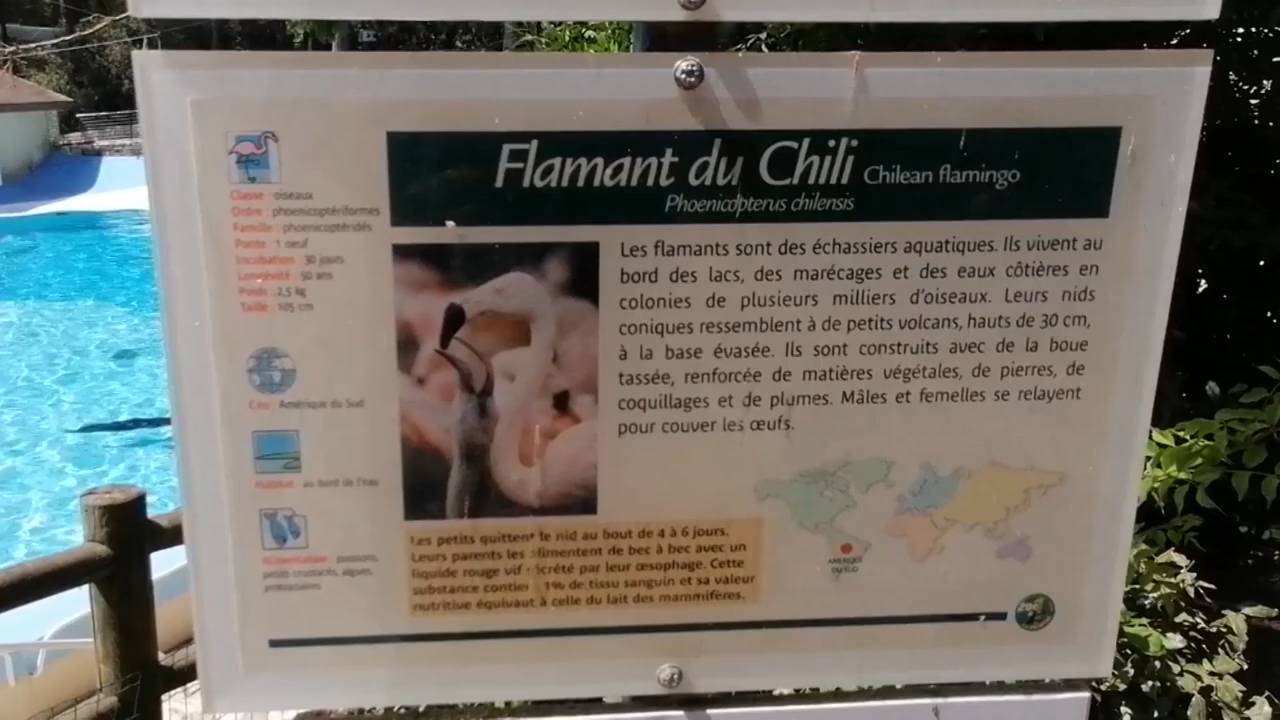 Flamant du Chili Chilean flamingo
Phoenicopterus chilensis
Classe : oiseaux
Ordre : phoenicoptériformes
Famille : phoenicoptéridés
Ponte : 1 oeuf
Incubation : 30 jours
Longévité : 50 ans
Poids : 2,5 kg
Taille : 105 cm
Lieu : Amérique du Sud
Habitat : au bord de l'eau
Alimentation : poissons,
petits crustacés, algues,
protozoaires
Les flamants sont des échassiers aquatiques. Ils vivent au
bord des lacs, des marécages et des eaux côtières en
colonies de plusieurs milliers d'oiseaux. Leurs nids
coniques ressemblent à de petits volcans, hauts de 30 cm,
à la base évasée. Ils sont construits avec de la boue
tassée, renforcée de matières végétales, de pierres, de
coquillages et de plumes. Mâles et femelles se relayent
pour couver les œufs.
Les petits quittent le nid au bout de 4 à 6 jours.
Leurs parents les alimentent de bec à bec avec un
liquide rouge vif sécrété par leur œsophage. Cette
substance contient 1% de tissu sanguin et sa valeur
nutritive équivaut à celle du lait des mammifères.
AMÉRIQUE
DU SUD